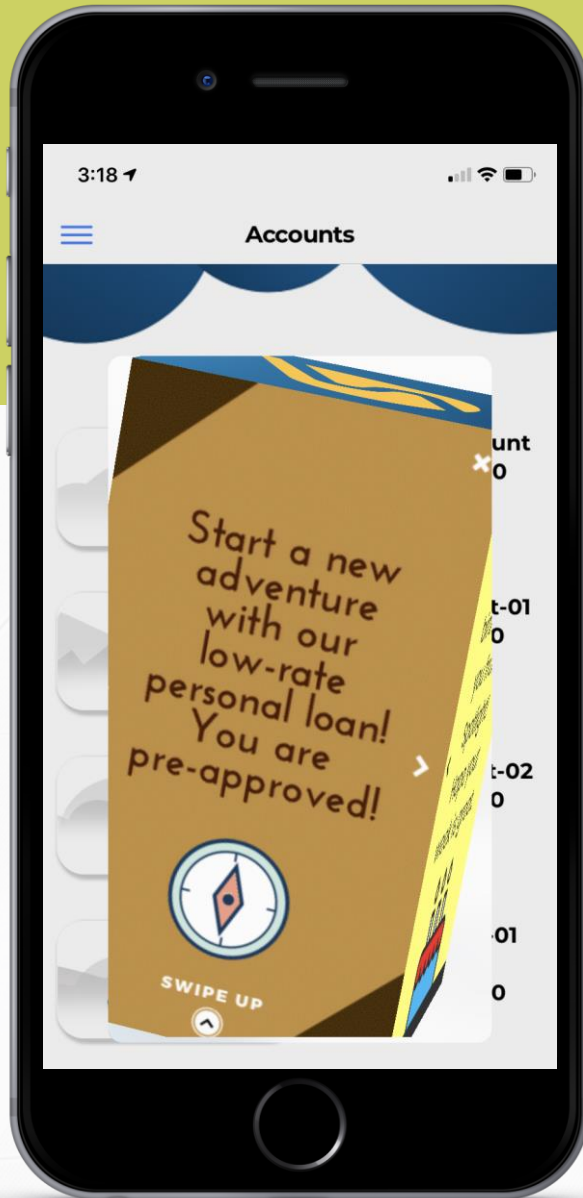 3:18
Accounts
unt
0
Start a new
adventure
with our
low-rate
personal loan!
You are
pre-approved!
t-01
0
t-02
0
-01
0
SWIPE UP